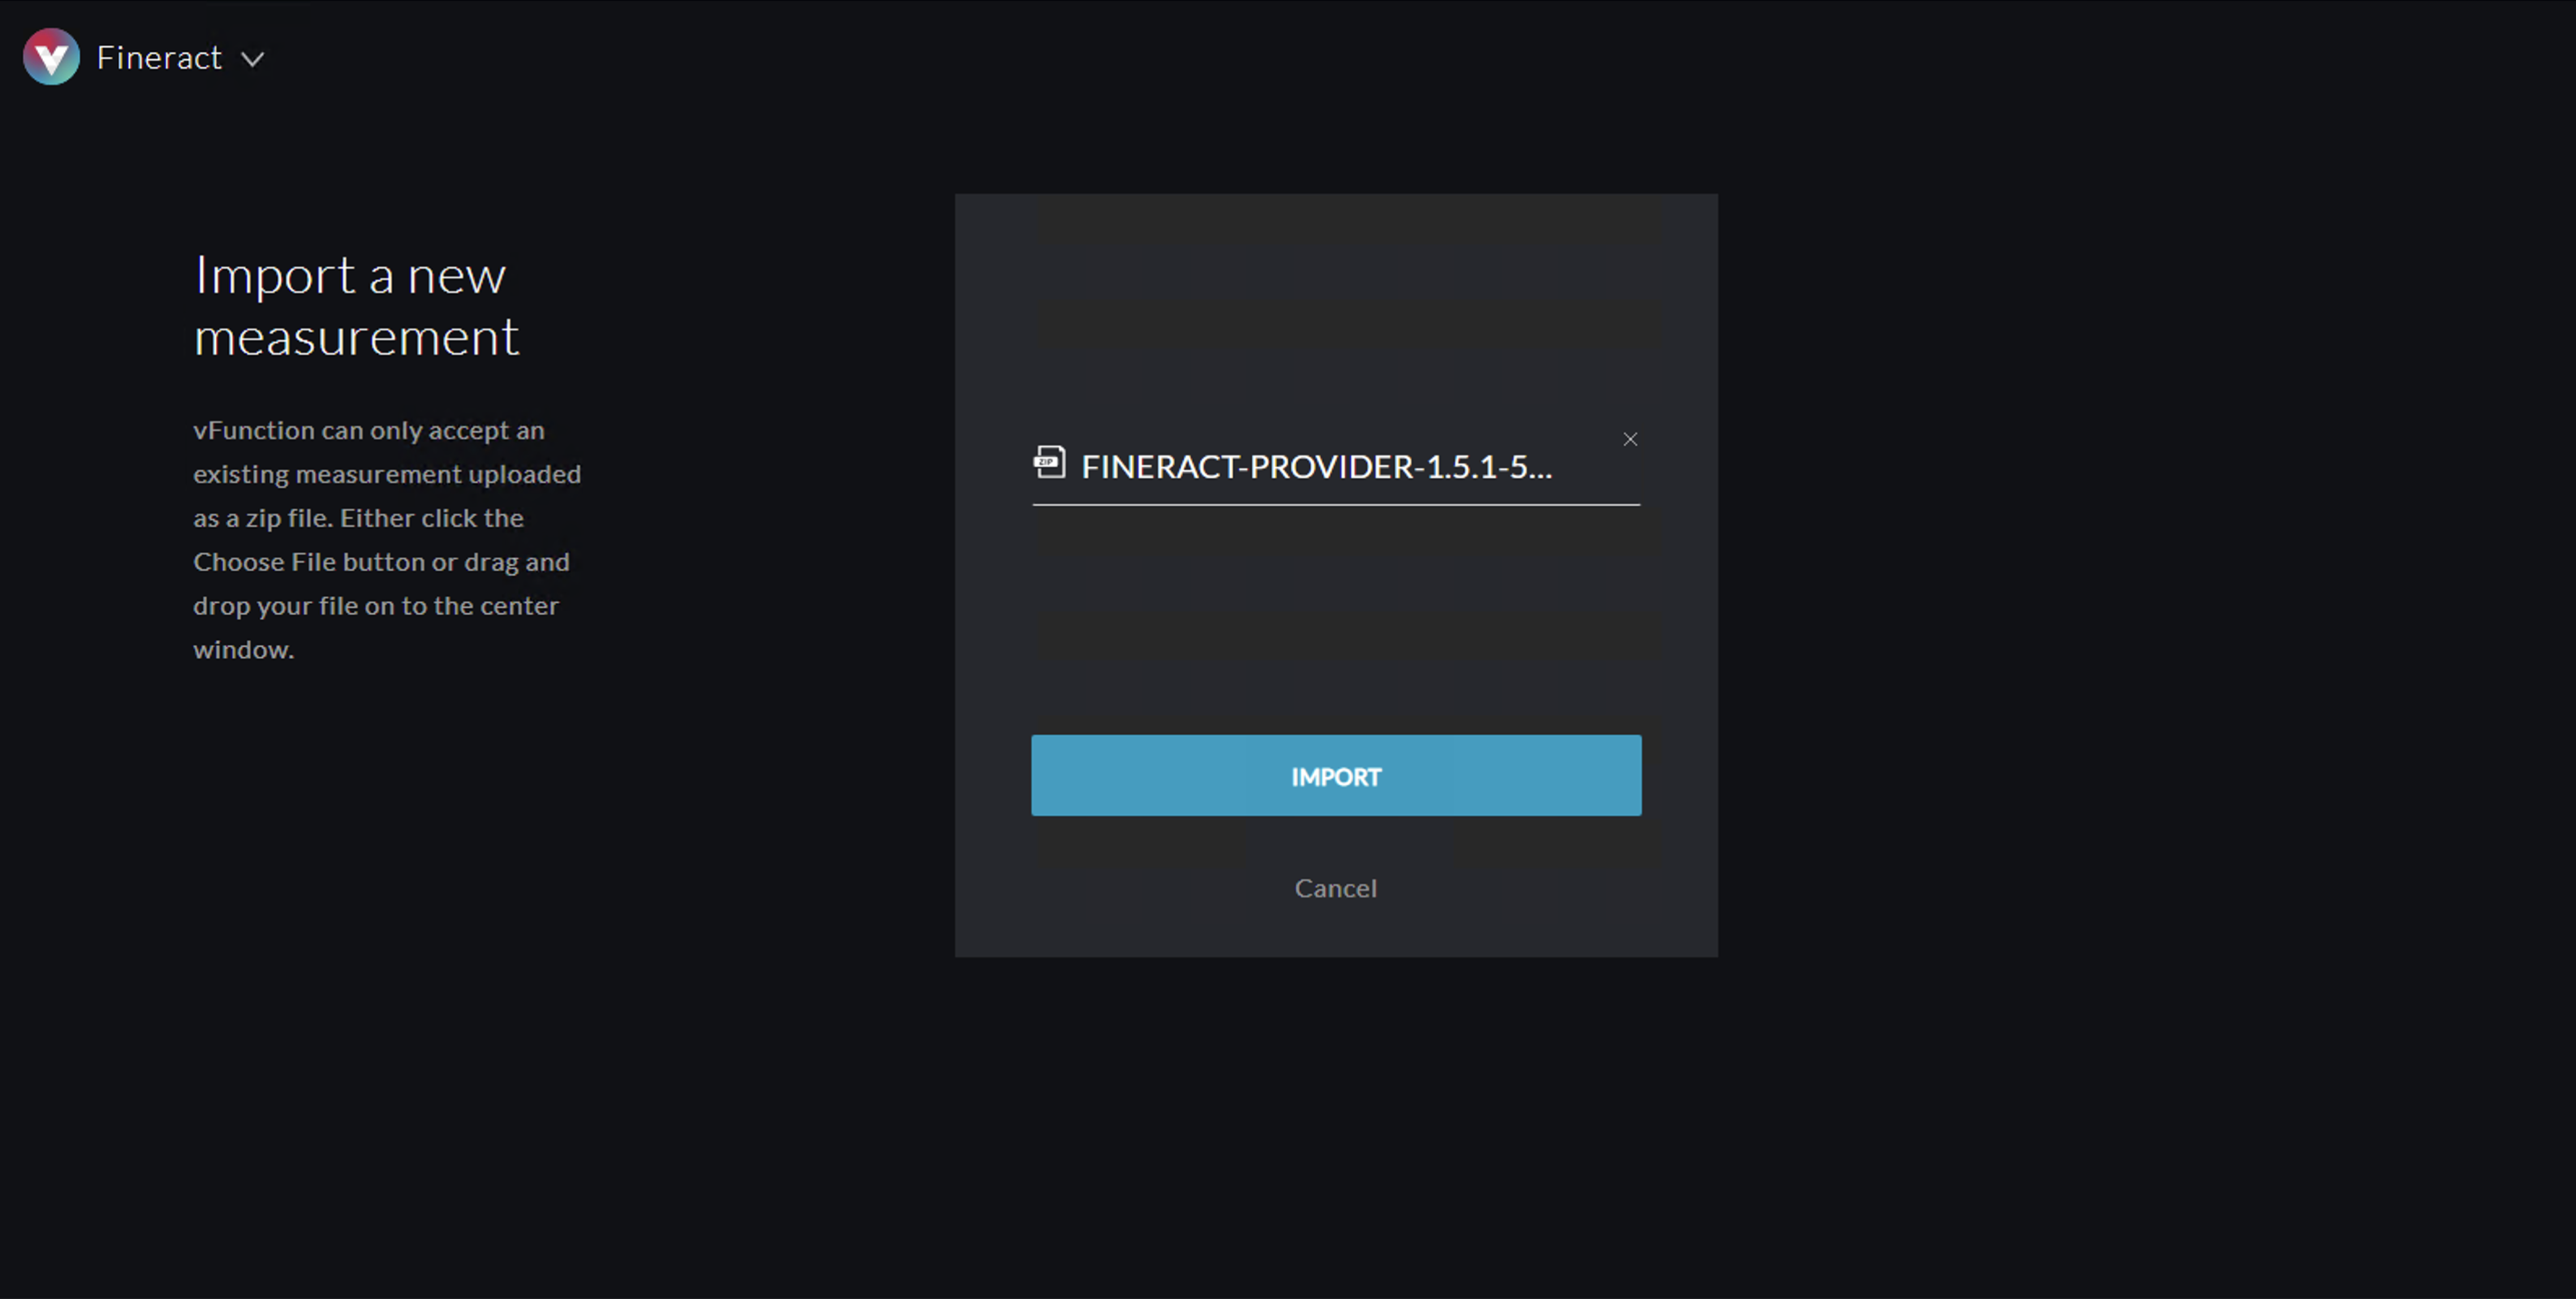 Fineract
Import a new
measurement
vFunction can only accept an
existing measurement uploaded
as a zip file. Either click the
Choose File button or drag and
drop your file on to the center
window.
ZIP FINERACT-PROVIDER-1.5.1-5...
IMPORT
Cancel